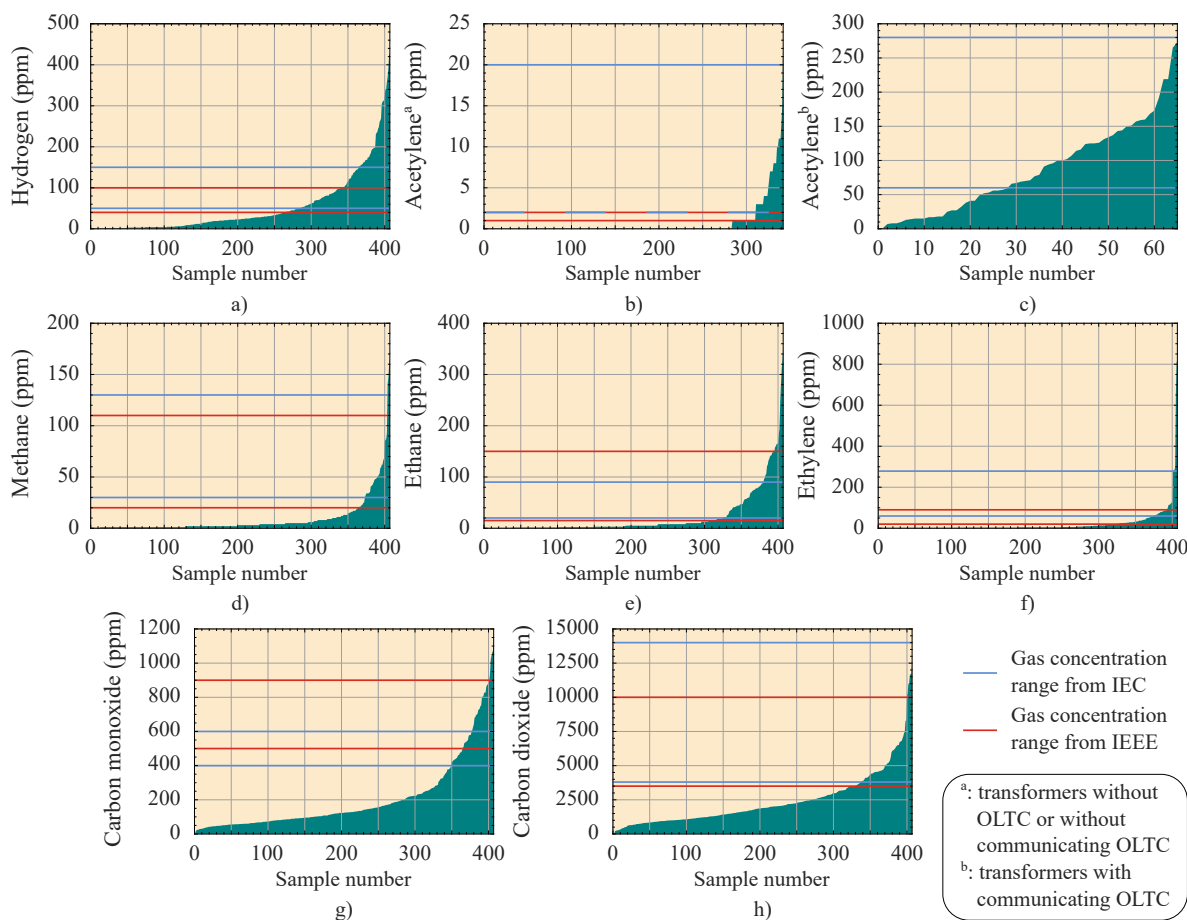 Hydrogen (ppm)
500
400
300
200
100
0
0 100 200 300 400
Sample number
a)
Acetyleneᵃ (ppm)
25
20
15
10
5
0
0 100 200 300
Sample number
b)
Acetyleneᵇ (ppm)
300
250
200
150
100
50
0
0 10 20 30 40 50 60
Sample number
c)
Methane (ppm)
200
150
100
50
0
0 100 200 300 400
Sample number
d)
Ethane (ppm)
400
300
200
100
0
0 100 200 300 400
Sample number
e)
Ethylene (ppm)
1000
800
600
400
200
0
0 100 200 300 400
Sample number
f)
Carbon monoxide (ppm)
1200
1000
800
600
400
200
0
0 100 200 300 400
Sample number
g)
Carbon dioxide (ppm)
15000
12500
10000
7500
5000
2500
0
0 100 200 300 400
Sample number
h)
Gas concentration
range from IEC
Gas concentration
range from IEEE
ᵃ: transformers without
OLTC or without
communicating OLTC
ᵇ: transformers with
communicating OLTC